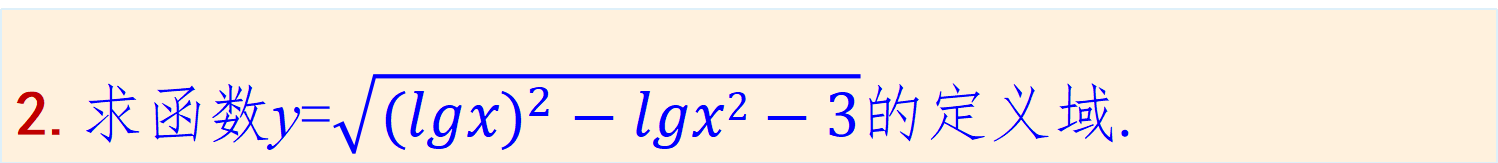 2. 求函数y=√((lgx)² − lgx² − 3)的定义域.